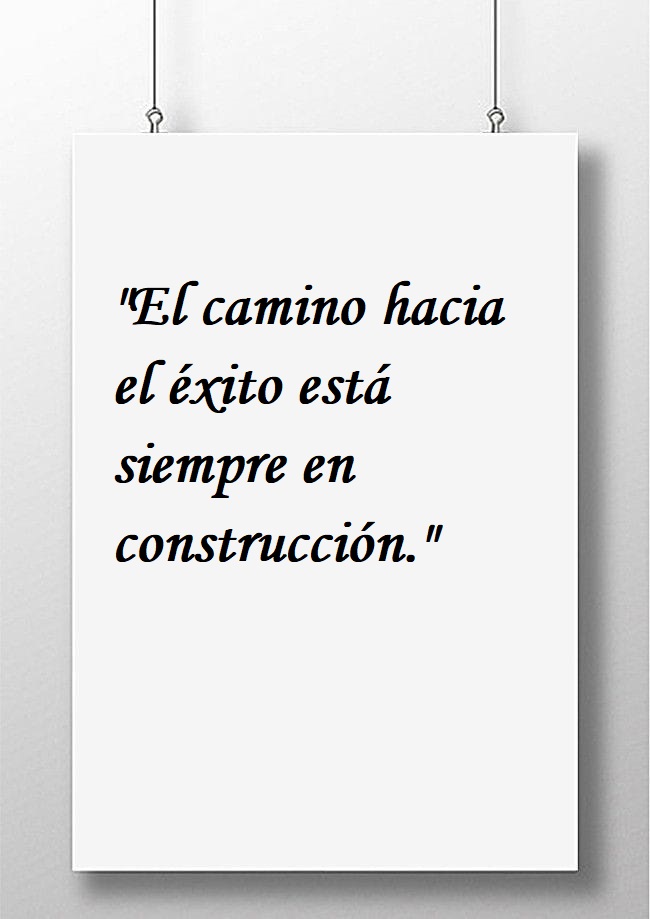 "El camino hacia
el éxito está
siempre en
construcción."